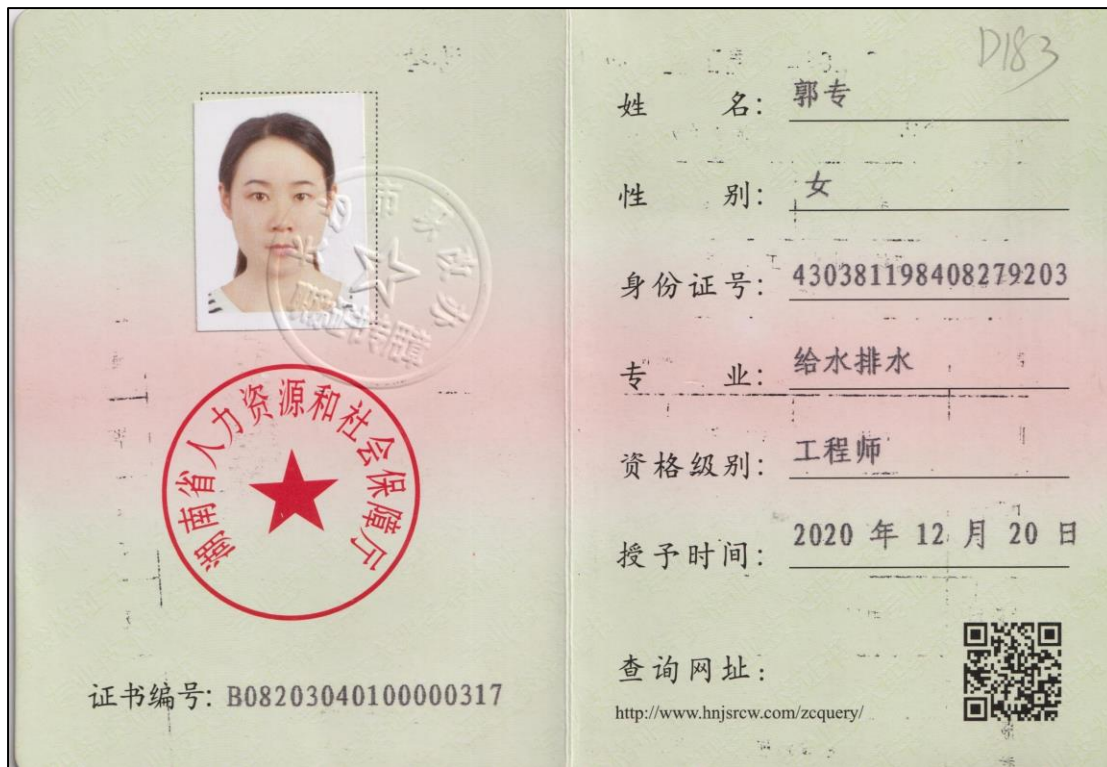 D183
姓 名: 郭专
性 别: 女
身份证号: 430381198408279203
专 业: 给水排水
资格级别: 工程师
授予时间: 2020 年 12 月 20 日
查询网址:
http://www.hnjsrcw.com/zcquery/
湖南省人力资源和社会保障厅
证书编号: B08203040100000317